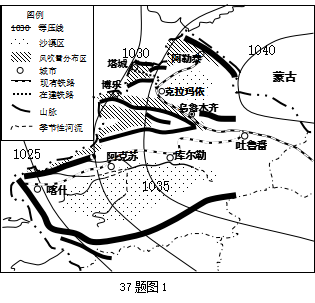 图例
1030 等压线
沙漠区
风吹雪分布区
城市
现有铁路
在建铁路
山脉
季节性河流
1030
1040
塔城
阿勒泰
蒙古
博乐
克拉玛依
乌鲁木齐
吐鲁番
1025
阿克苏
库尔勒
喀什
1035
37题图1